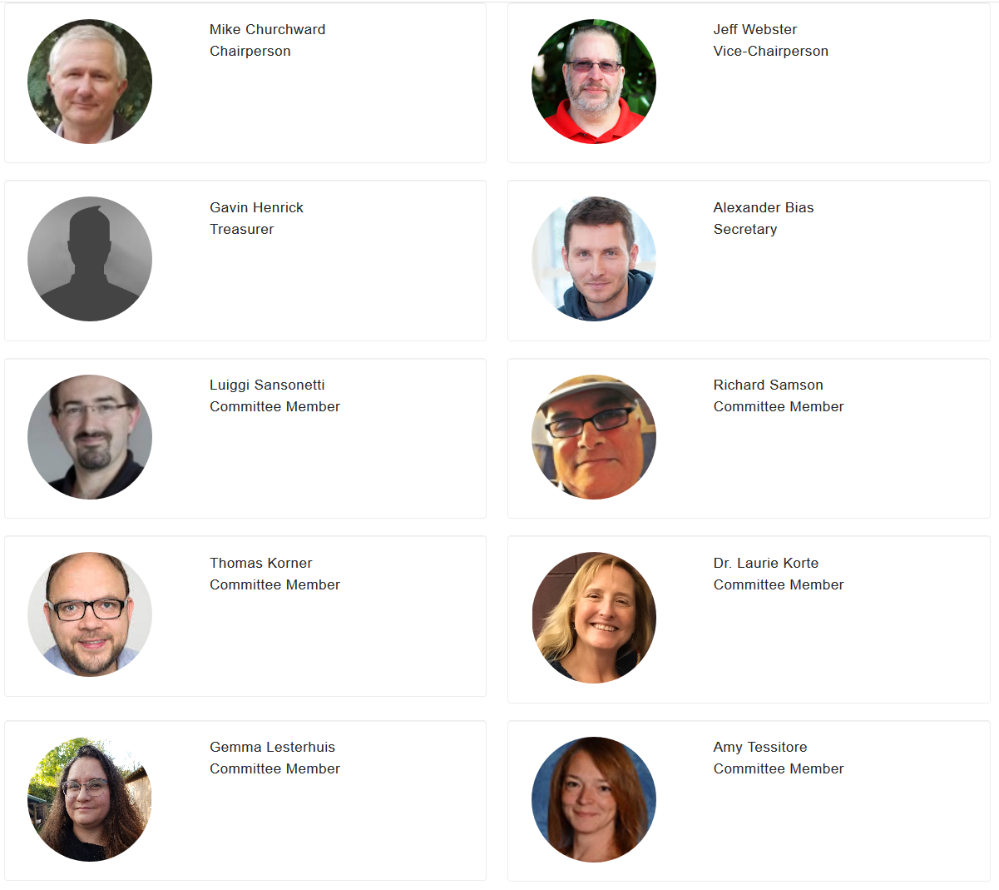 Mike Churchward
Chairperson
Jeff Webster
Vice-Chairperson
Gavin Henrick
Treasurer
Alexander Bias
Secretary
Luiggi Sansonetti
Committee Member
Richard Samson
Committee Member
Thomas Korner
Committee Member
Dr. Laurie Korte
Committee Member
Gemma Lesterhuis
Committee Member
Amy Tessitore
Committee Member